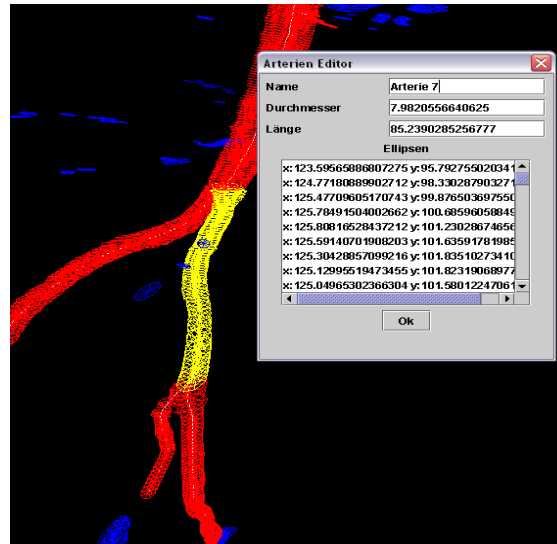 Arterien Editor
Name Arterie 7
Durchmesser 7.9820556640625
Länge 85.2390285256777
Ellipsen
x:123.59565886807275 y:95.792755020341
x:124.77180889902712 y:98.330287903271
x:125.47709605170743 y:99.876503697550
x:125.78491504002662 y:100.68596058849
x:125.80816528437212 y:101.23028674656
x:125.59140701908203 y:101.63591781985
x:125.30428857099216 y:101.83510273410
x:125.12995519473455 y:101.82319068977
x:125.04965302366304 y:101.58012247061
Ok